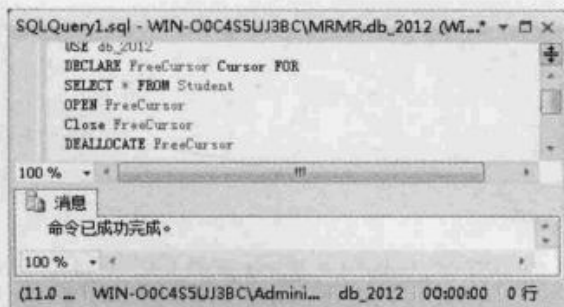 SQLQuery1.sql - WIN-O0C4S5UJ3BC\MRMR.db_2012 (WI...*
USE db_2012
DECLARE FreeCursor Cursor FOR
SELECT * FROM Student
OPEN FreeCursor
Close FreeCursor
DEALLOCATE FreeCursor
100 %
消息
命令已成功完成。
100 %
(11.0 ... WIN-O0C4S5UJ3BC\Admini... db_2012 00:00:00 0 行